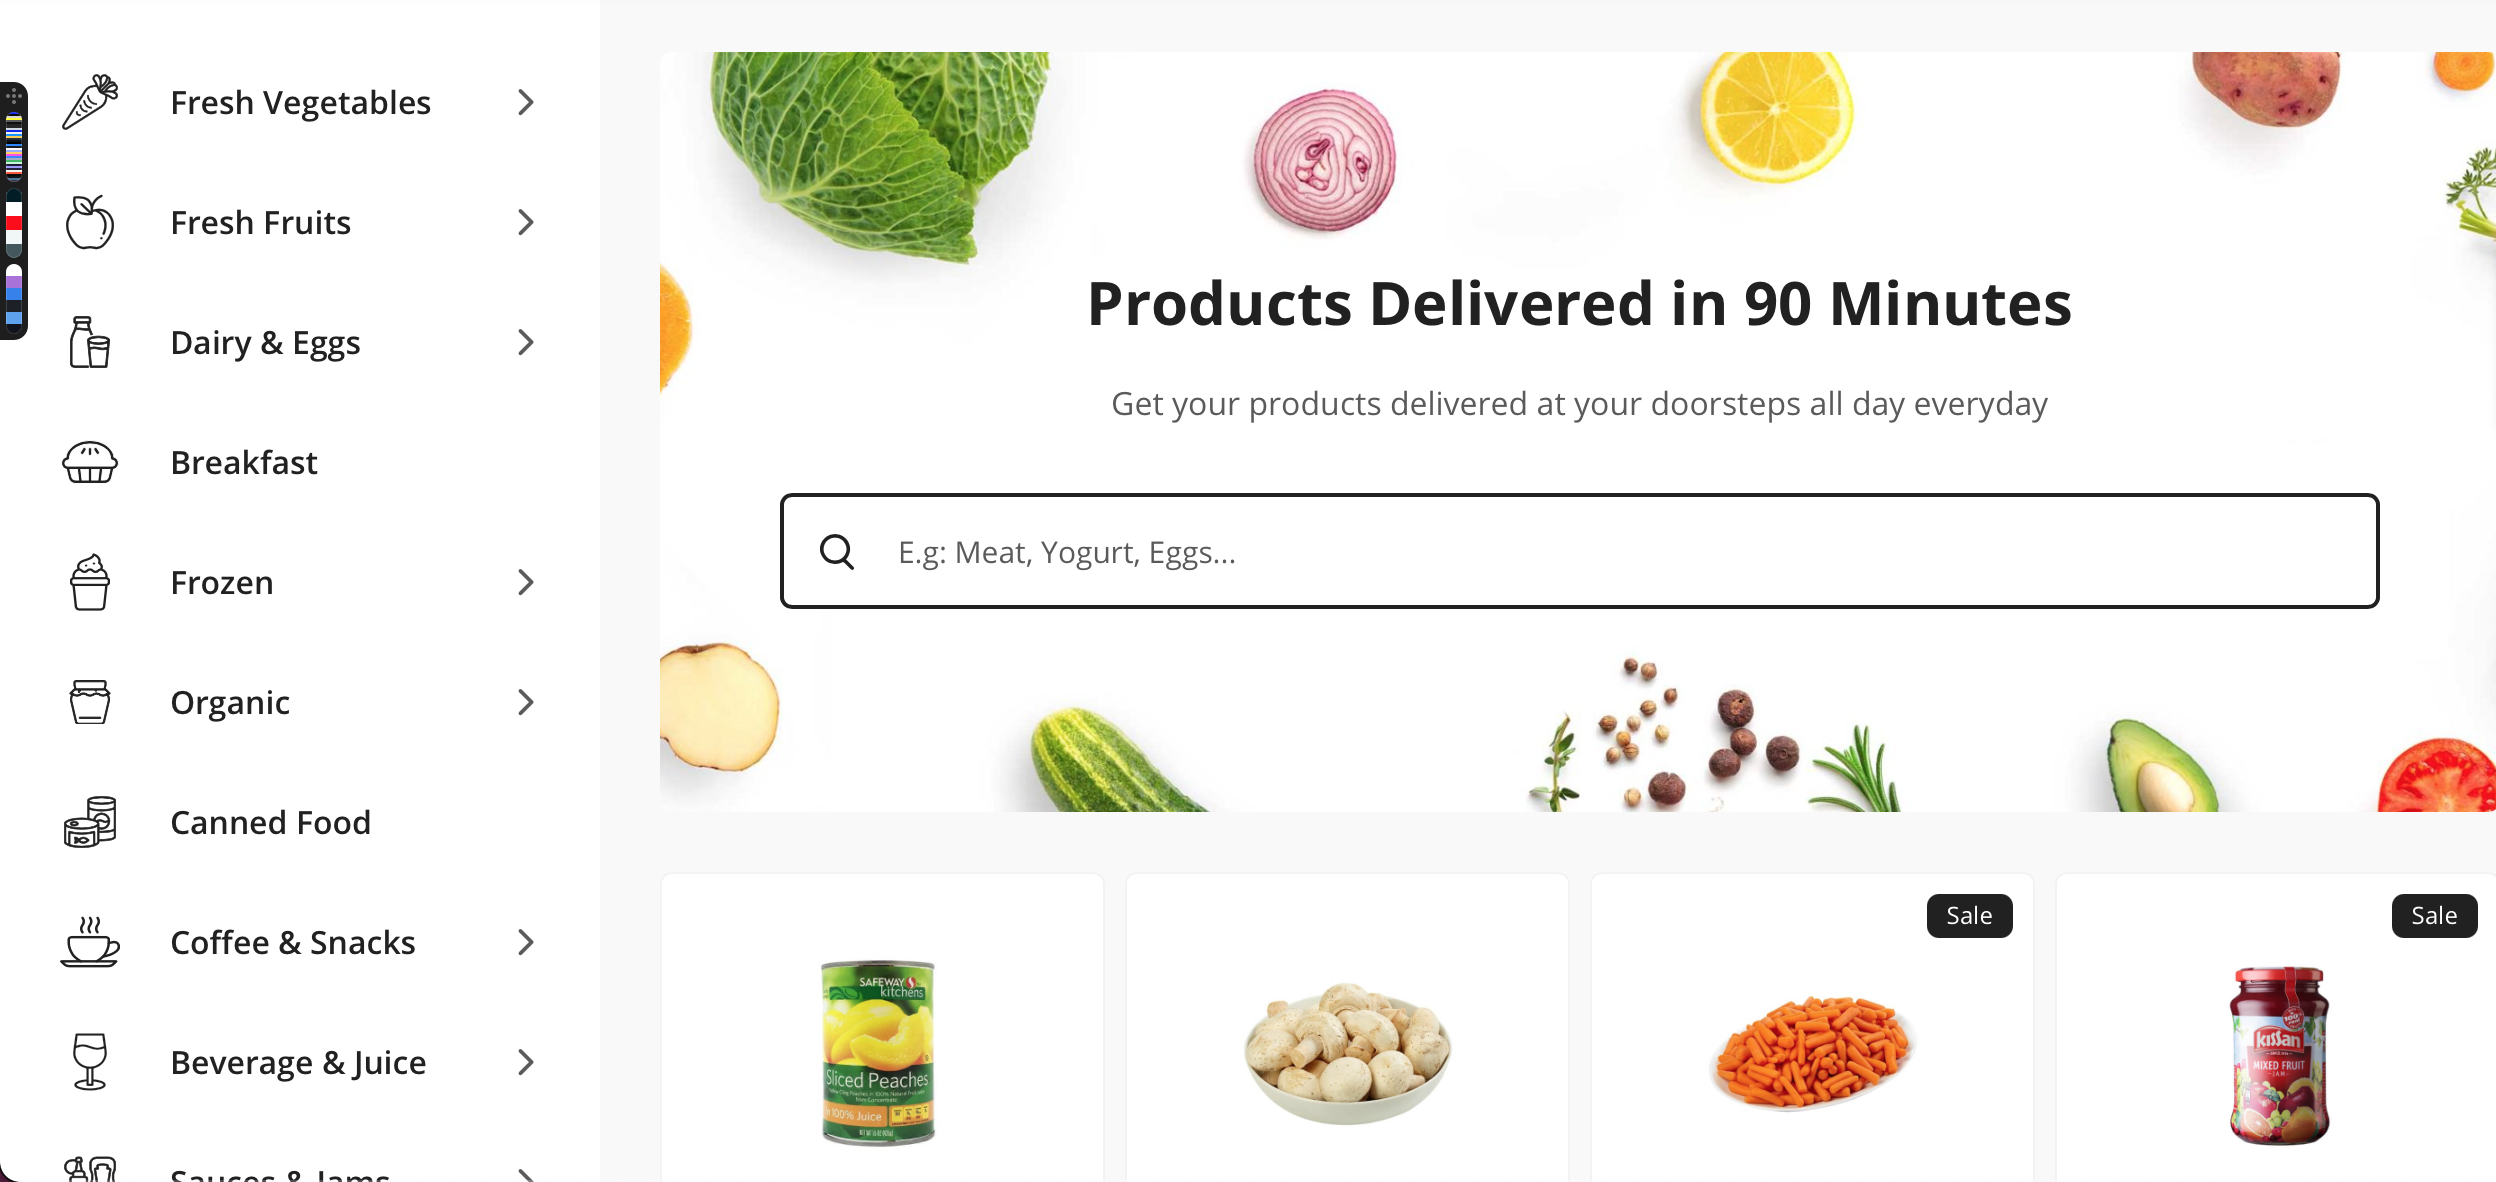 Fresh Vegetables
Fresh Fruits
Dairy & Eggs
Breakfast
Frozen
Organic
Canned Food
Coffee & Snacks
Beverage & Juice
Sauces & Jams
Products Delivered in 90 Minutes
Get your products delivered at your doorsteps all day everyday
E.g: Meat, Yogurt, Eggs...
SAFEWAY
kitchens
Sliced Peaches
100% Juice
Sale
Sale
kissan
MIXED FRUIT
JAM